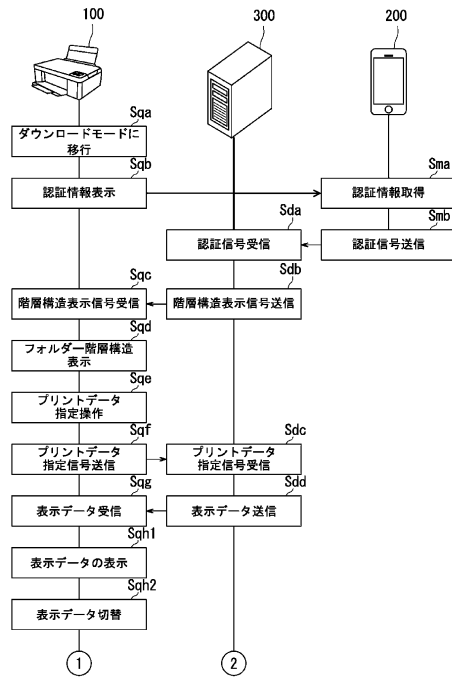 100
300
200
Sqa
ダウンロードモードに
移行
Sqb
認証情報表示
Sma
認証情報取得
Sda
認証信号受信
Smb
認証信号送信
Sqc
階層構造表示信号受信
Sdb
階層構造表示信号送信
Sqd
フォルダー階層構造
表示
Sqe
プリントデータ
指定操作
Sqf
プリントデータ
指定信号送信
Sdc
プリントデータ
指定信号受信
Sqg
表示データ受信
Sdd
表示データ送信
Sqh1
表示データの表示
Sqh2
表示データ切替
1
2